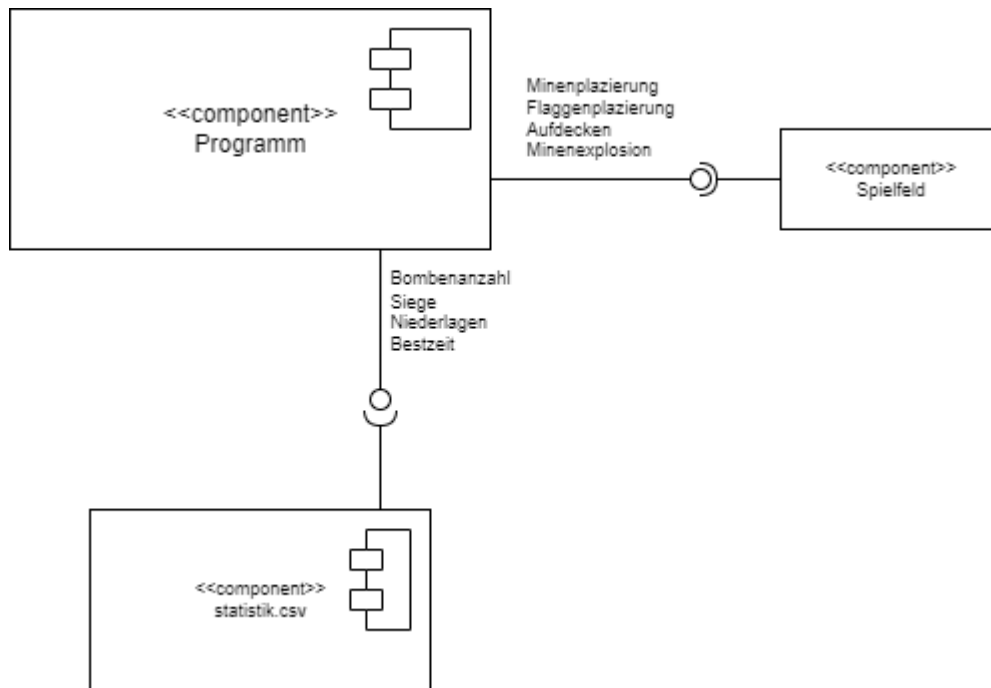 <<component>>
Programm
Minenplazierung
Flaggenplazierung
Aufdecken
Minenexplosion
<<component>>
Spielfeld
Bombenanzahl
Siege
Niederlagen
Bestzeit
<<component>>
statistik.csv